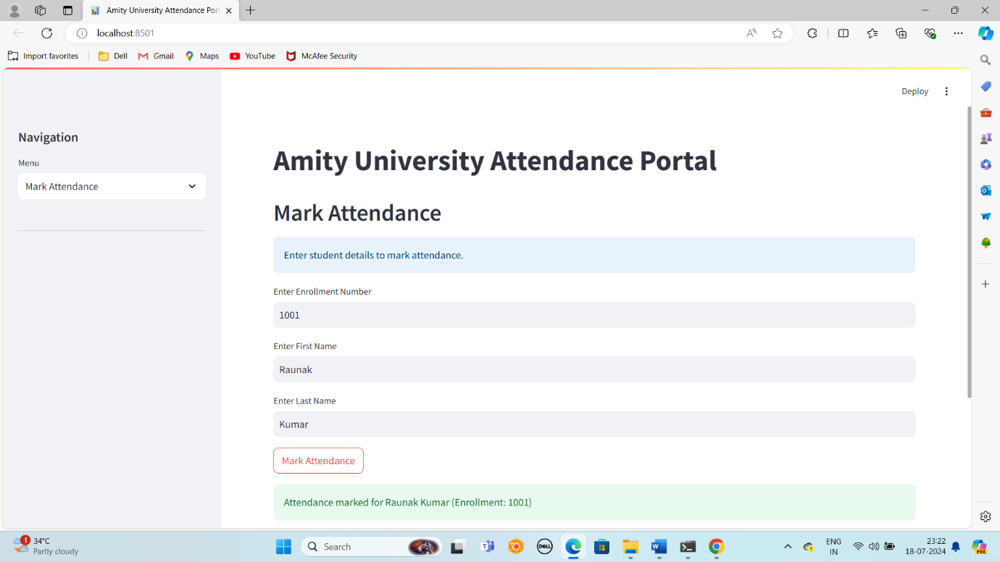 Amity University Attendance Por
localhost:8501
Import favorites Dell Gmail Maps YouTube McAfee Security
Deploy
Navigation
Menu
Mark Attendance
Amity University Attendance Portal
Mark Attendance
Enter student details to mark attendance.
Enter Enrollment Number
1001
Enter First Name
Raunak
Enter Last Name
Kumar
Mark Attendance
Attendance marked for Raunak Kumar (Enrollment: 1001)
1
34°C
Partly cloudy
Search
DELL
ENG
IN
23:22
18-07-2024
PRE